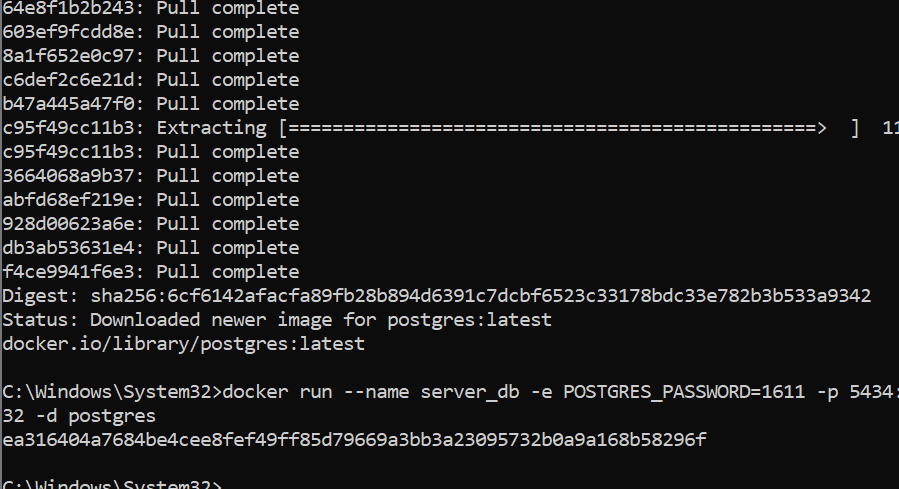 64e8f1b2b243: Pull complete
603ef9fcdd8e: Pull complete
8a1f652e0c97: Pull complete
c6def2c6e21d: Pull complete
b47a445a47f0: Pull complete
c95f49cc11b3: Extracting [================================================>  ]  11
c95f49cc11b3: Pull complete
3664068a9b37: Pull complete
abfd68ef219e: Pull complete
928d00623a6e: Pull complete
db3ab53631e4: Pull complete
f4ce9941f6e3: Pull complete
Digest: sha256:6cf6142afacfa89fb28b894d6391c7dcbf6523c33178bdc33e782b3b533a9342
Status: Downloaded newer image for postgres:latest
docker.io/library/postgres:latest
C:\Windows\System32>docker run --name server_db -e POSTGRES_PASSWORD=1611 -p 5434:
32 -d postgres
ea316404a7684be4cee8fef49ff85d79669a3bb3a23095732b0a9a168b58296f
C:\Windows\System32>